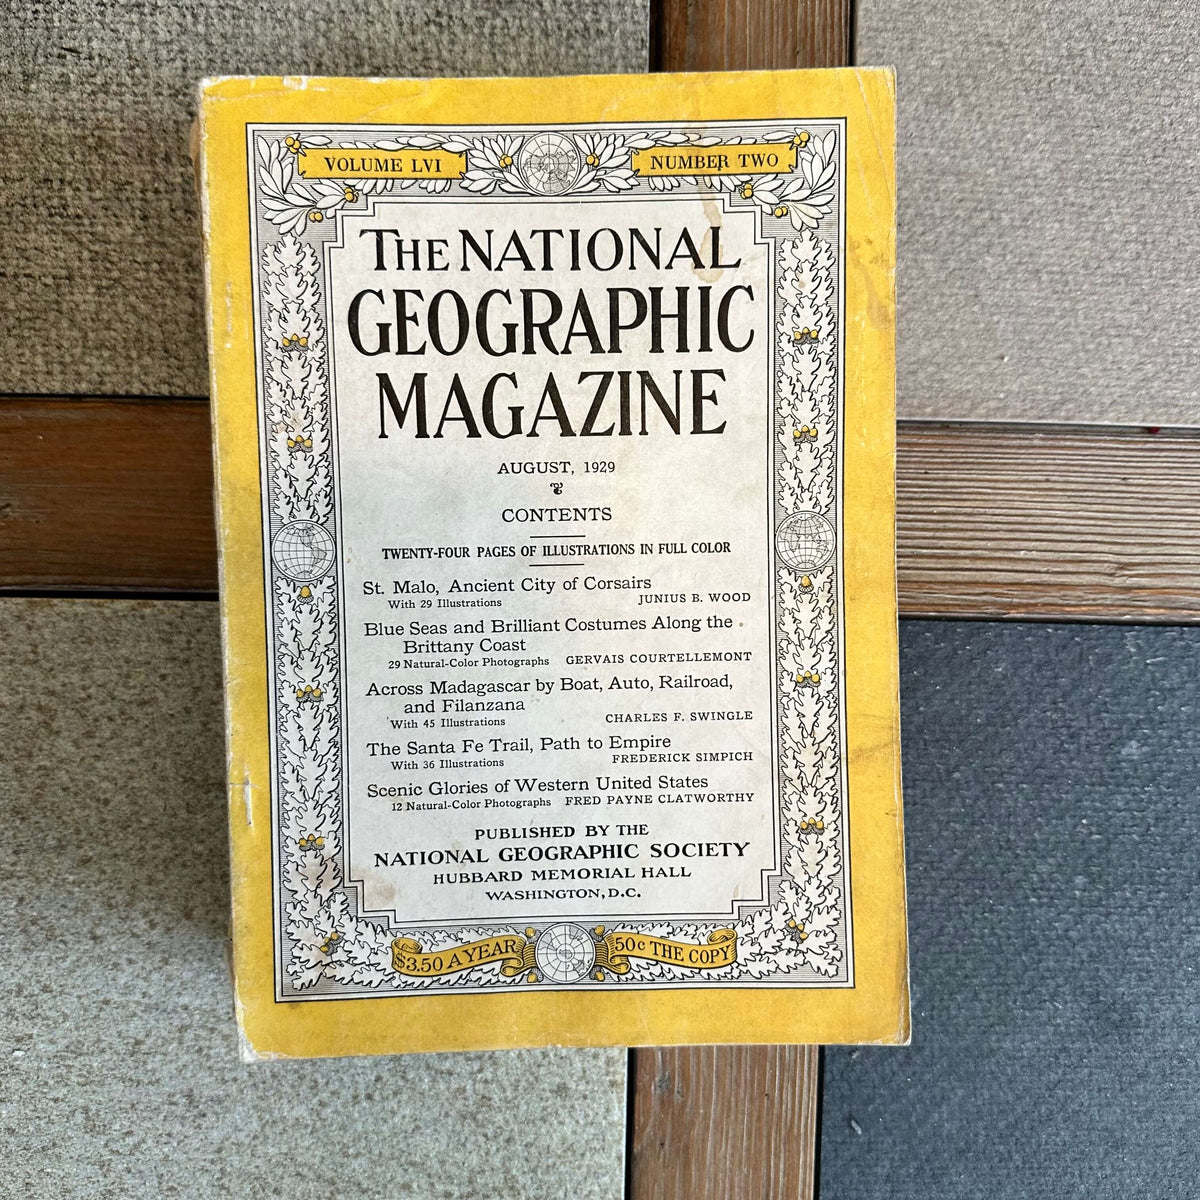 VOLUME LVI
NUMBER TWO
THE NATIONAL
GEOGRAPHIC
MAGAZINE
AUGUST, 1929
CONTENTS
TWENTY-FOUR PAGES OF ILLUSTRATIONS IN FULL COLOR
St. Malo, Ancient City of Corsairs
With 29 Illustrations JUNIUS B. WOOD
Blue Seas and Brilliant Costumes Along the
Brittany Coast
29 Natural-Color Photographs GERVAIS COURTELLEMONT
Across Madagascar by Boat, Auto, Railroad,
and Filanzana
With 45 Illustrations CHARLES F. SWINGLE
The Santa Fe Trail, Path to Empire
With 36 Illustrations FREDERICK SIMPICH
Scenic Glories of Western United States
12 Natural-Color Photographs FRED PAYNE CLATWORTHY
PUBLISHED BY THE
NATIONAL GEOGRAPHIC SOCIETY
HUBBARD MEMORIAL HALL
WASHINGTON, D.C.
$3.50 A YEAR
50c THE COPY